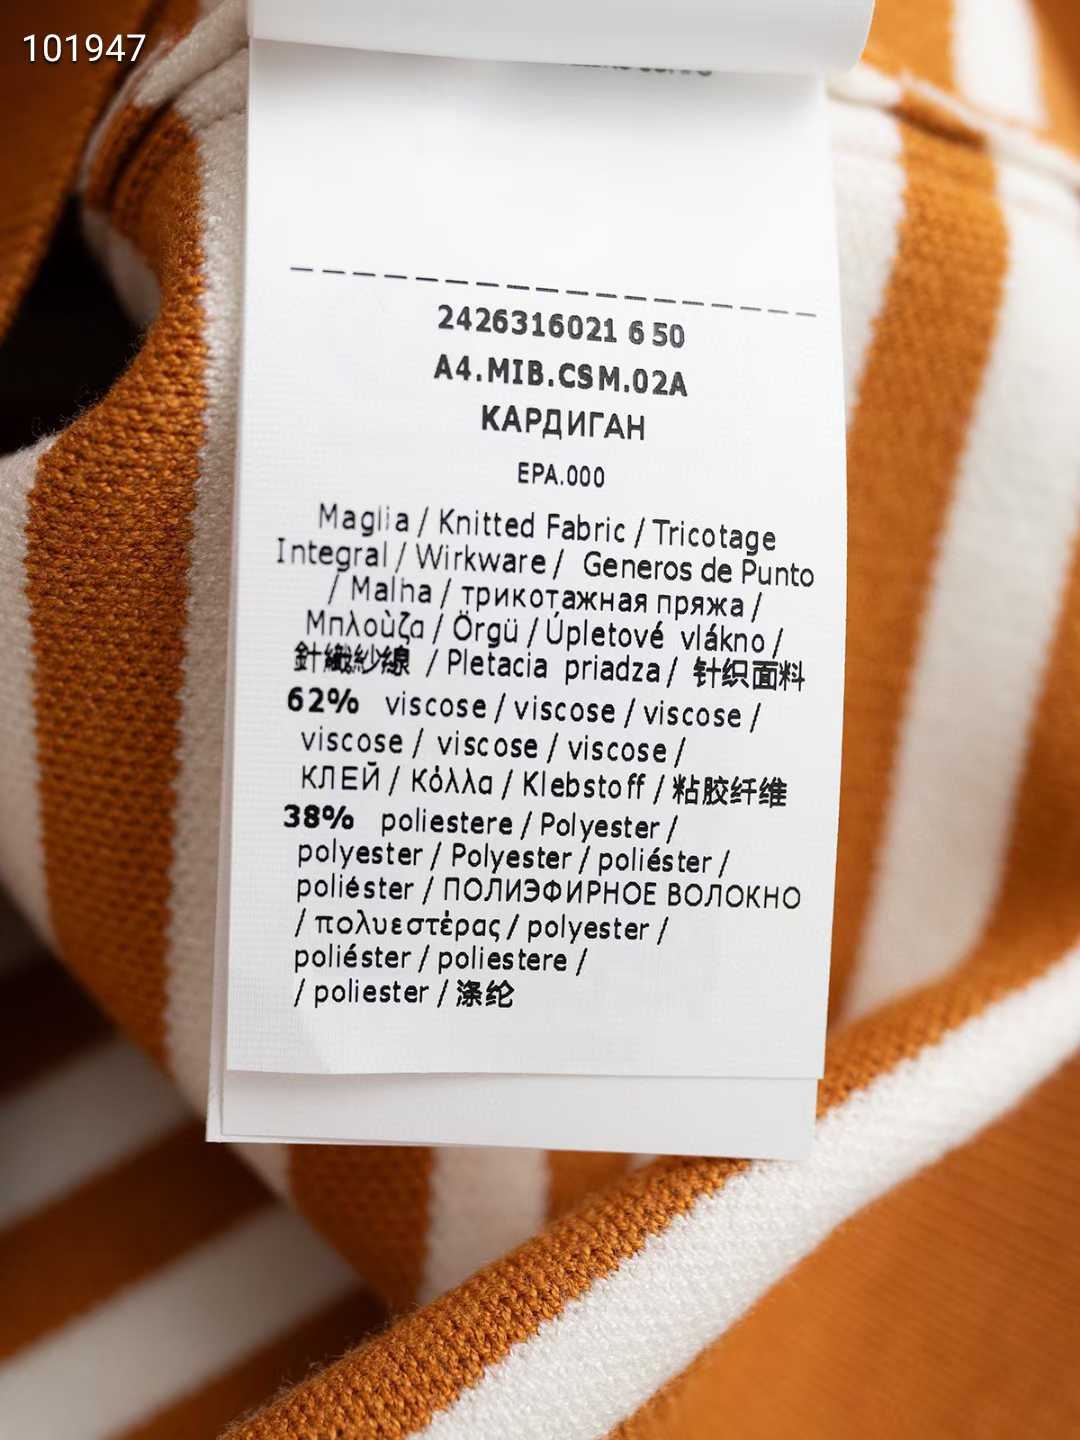 101947
2426316021 6 50
A4.MIB.CSM.02A
КАРДИГАН
EPA.000
Maglia / Knitted Fabric / Tricotage
Integral / Wirkware / Generos de Punto
/ Malha / трикотажная пряжа /
Μπλοὺζα / Örgü / Úpletové vlákno /
針織紗線 / Pletacia priadza / 针织面料
62% viscose / viscose / viscose /
viscose / viscose / viscose /
КЛЕЙ / Κόλλα / Klebstoff / 粘胶纤维
38% poliestere / Polyester /
polyester / Polyester / poliéster /
poliéster / ПОЛИЭФИРНОЕ ВОЛОКНО
/ πολυεστέρας / polyester /
poliéster / poliestere /
/ poliester / 涤纶